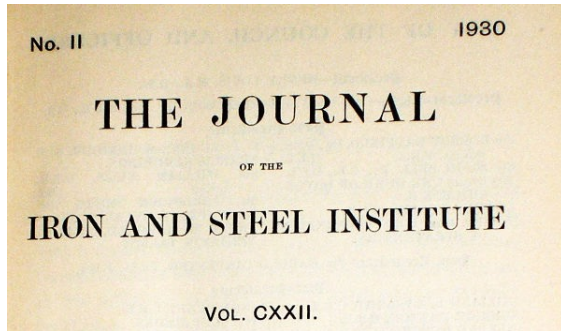 No. II 1930
THE JOURNAL
OF THE
IRON AND STEEL INSTITUTE
VOL. CXXII.